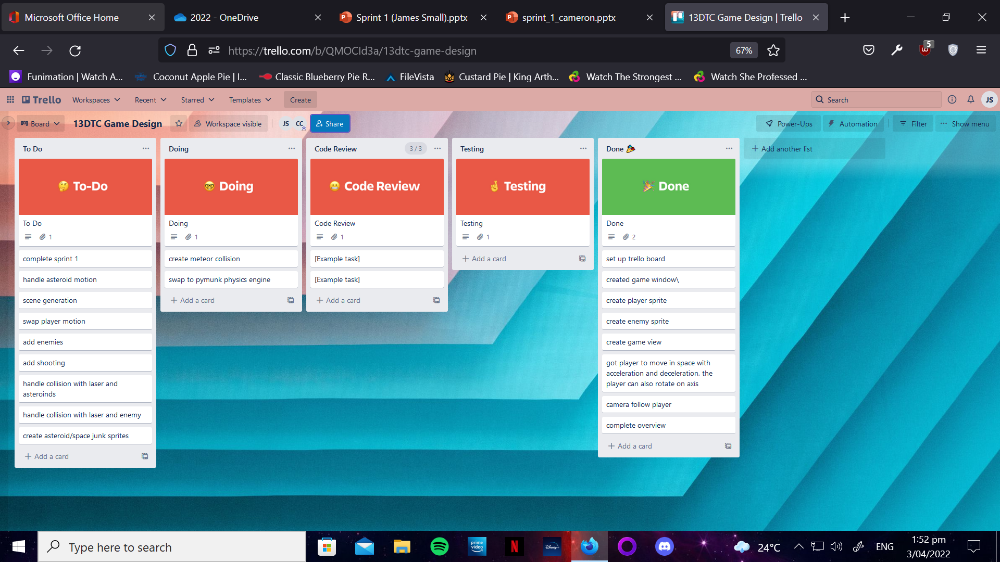 Microsoft Office Home
2022 - OneDrive
Sprint 1 (James Small).pptx
sprint_1_cameron.pptx
13DTC Game Design | Trello
https://trello.com/b/QMOCId3a/13dtc-game-design
67%
5
Funimation | Watch A...
Coconut Apple Pie | I...
Classic Blueberry Pie R...
FileVista
Custard Pie | King Arth...
Watch The Strongest ...
Watch She Professed ...
Trello
Workspaces
Recent
Starred
Templates
Create
Search
JS
Board
13DTC Game Design
Workspace visible
JS
CC
Share
Power-Ups
Automation
Filter
Show menu
To Do
🤔 To-Do
To Do
1
complete sprint 1
handle asteroid motion
scene generation
swap player motion
add enemies
add shooting
handle collision with laser and
asteroinds
handle collision with laser and enemy
create asteroid/space junk sprites
+ Add a card
Doing
🤓 Doing
Doing
1
create meteor collision
swap to pymunk physics engine
+ Add a card
Code Review
3 / 3
😬 Code Review
Code Review
1
[Example task]
[Example task]
+ Add a card
Testing
🤞 Testing
Testing
1
+ Add a card
Done 🎉
🎉 Done
Done
2
set up trello board
created game window\
create player sprite
create enemy sprite
create game view
got player to move in space with
acceleration and deceleration, the
player can also rotate on axis
camera follow player
complete overview
+ Add a card
+ Add another list
Type here to search
prime
video
N
Disney+
24°C
ENG
1:52 pm
3/04/2022